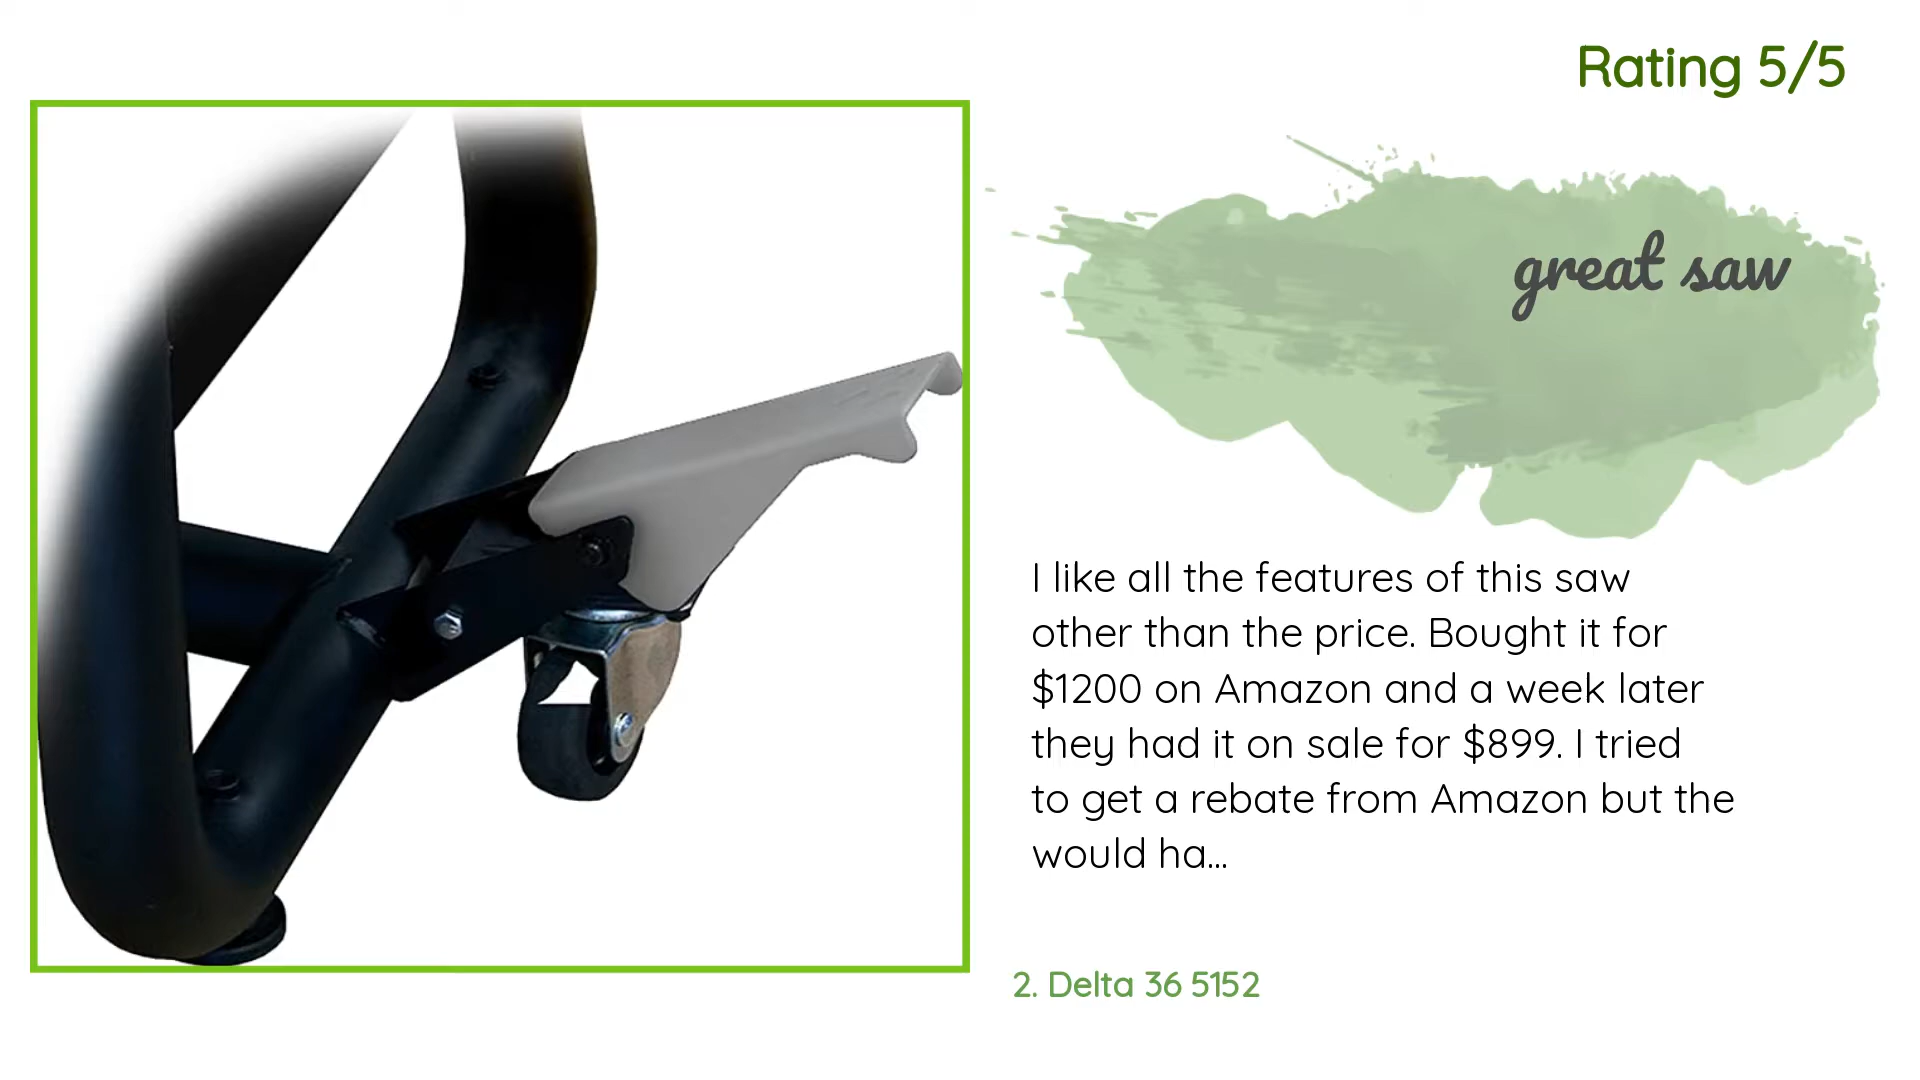 Rating 5/5
great saw
I like all the features of this saw
other than the price. Bought it for
$1200 on Amazon and a week later
they had it on sale for $899. I tried
to get a rebate from Amazon but the
would ha...
2. Delta 36 5152